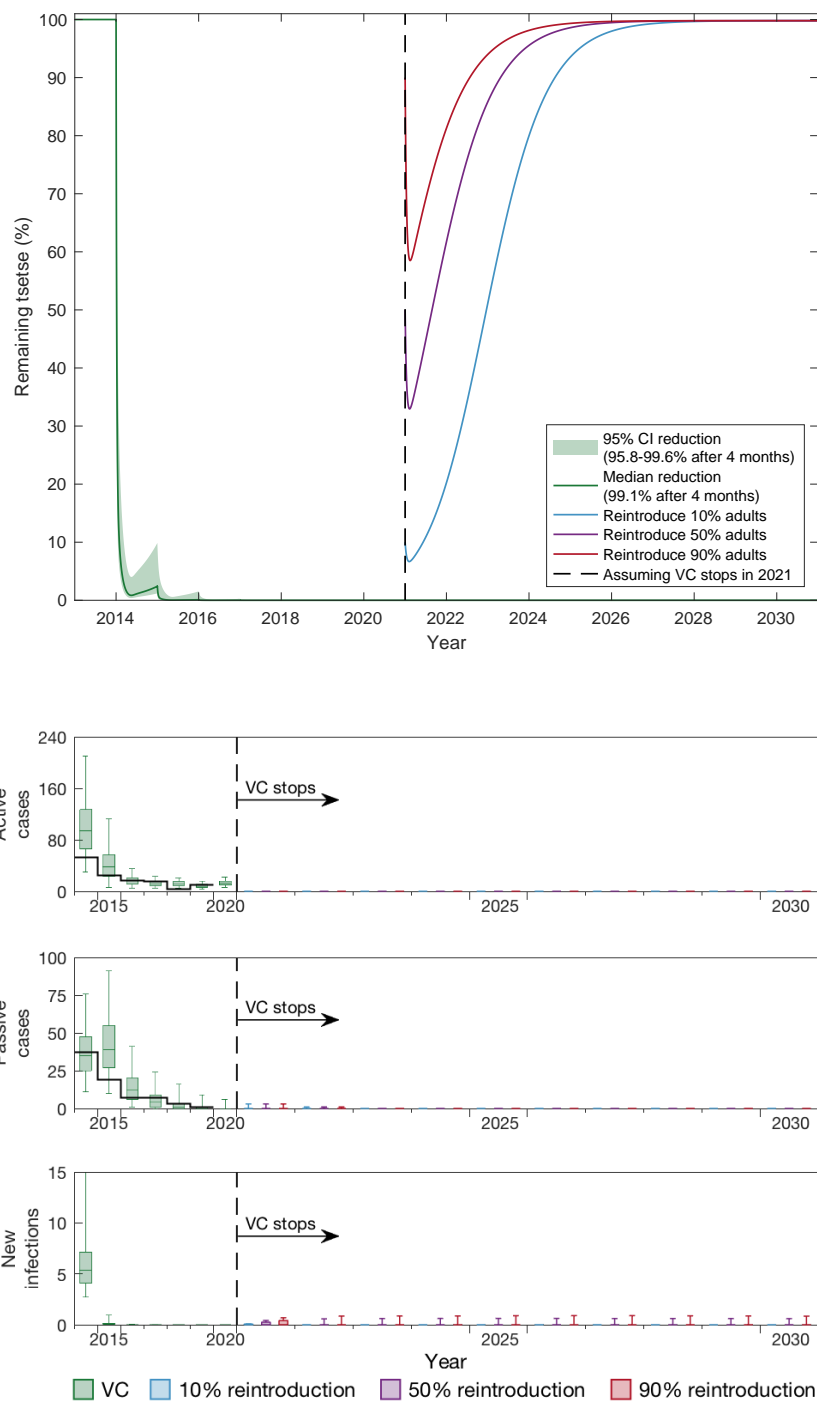 100
90
80
70
60
50
40
30
20
10
0
Remaining tsetse (%)
95% CI reduction
(95.8-99.6% after 4 months)
Median reduction
(99.1% after 4 months)
Reintroduce 10% adults
Reintroduce 50% adults
Reintroduce 90% adults
Assuming VC stops in 2021
2014 2016 2018 2020 2022 2024 2026 2028 2030
Year
240
160
80
0
Active
cases
VC stops
2015 2020 2025 2030
100
75
50
25
0
Passive
cases
VC stops
2015 2020 2025 2030
15
10
5
0
New
infections
VC stops
2015 2020 2025 2030
Year
VC 10% reintroduction 50% reintroduction 90% reintroduction